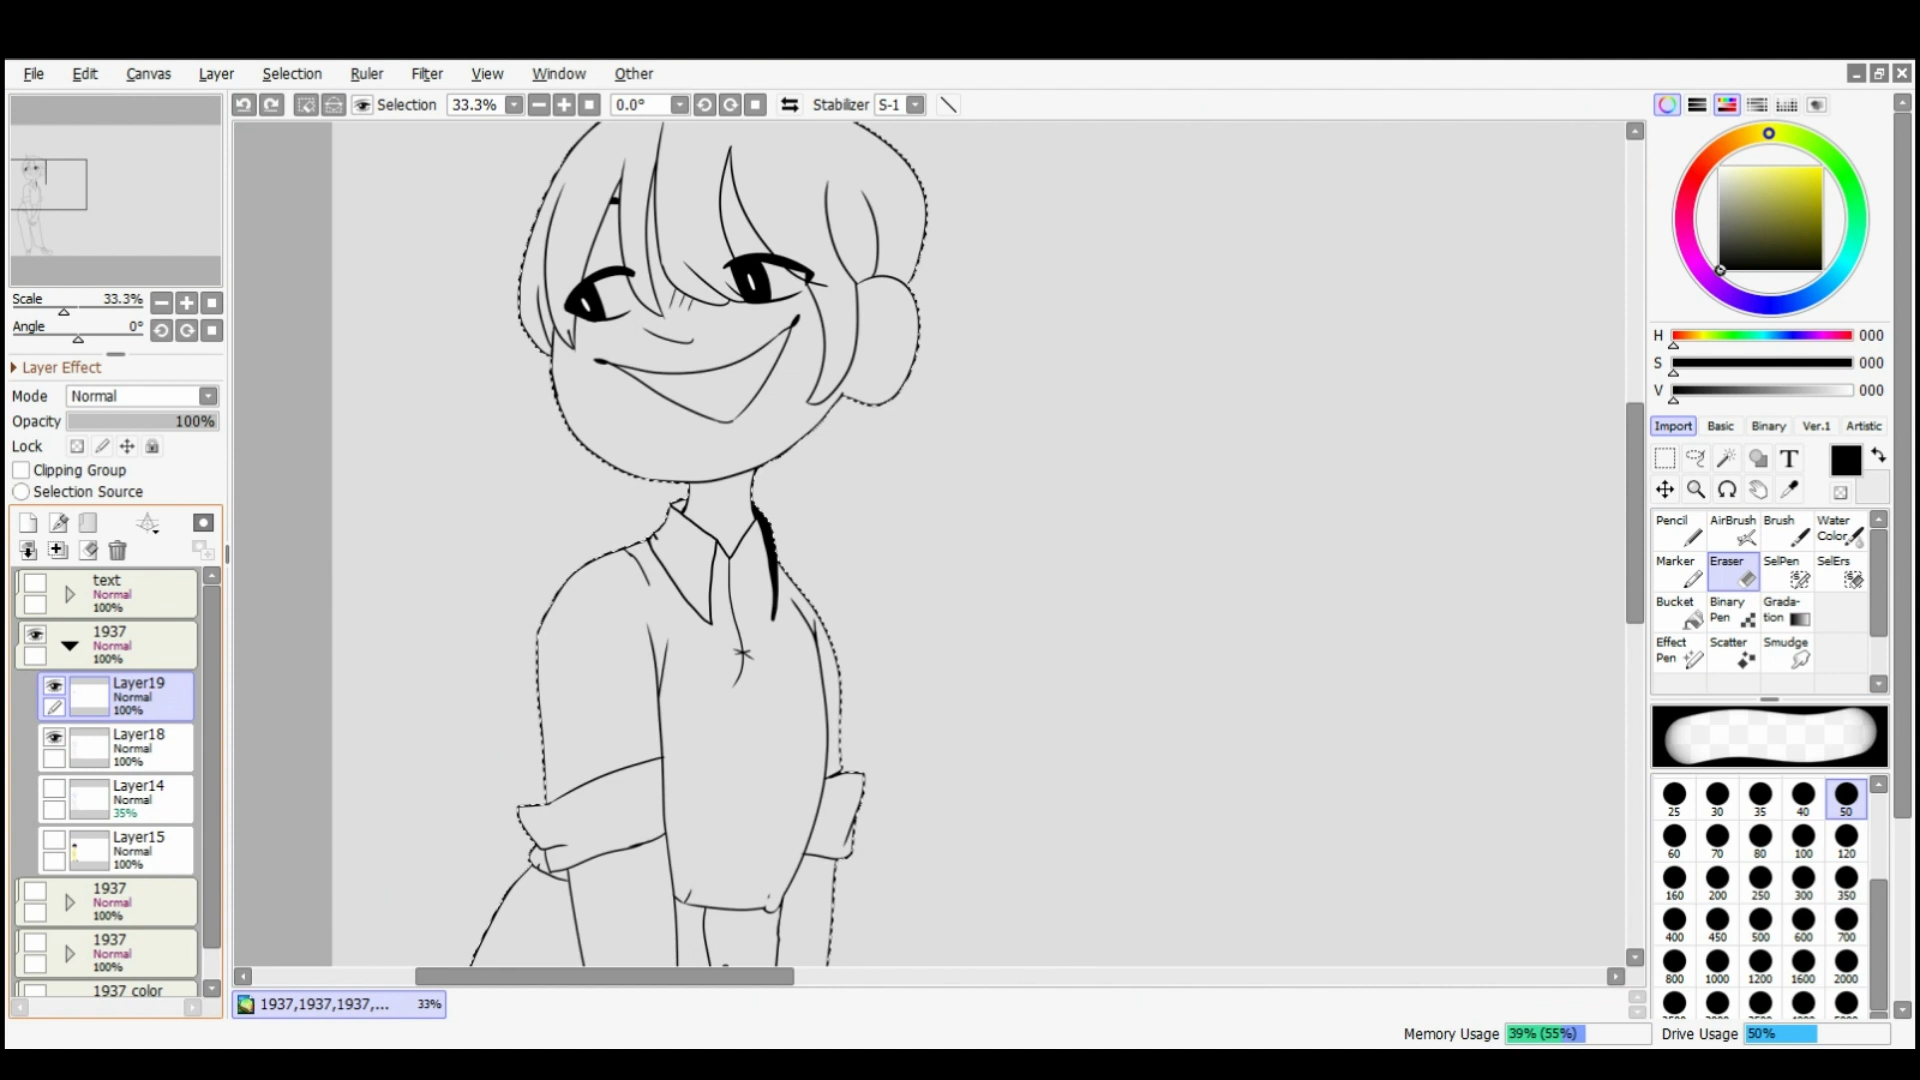 File Edit Canvas Layer Selection Ruler Filter View Window Other
Selection 33.3% 0.0° Stabilizer S-1
Scale 33.3%
Angle 0°
Layer Effect
Mode Normal
Opacity 100%
Lock
Clipping Group
Selection Source
text
Normal
100%
1937
Normal
100%
Layer19
Normal
100%
Layer18
Normal
100%
Layer14
Normal
35%
Layer15
Normal
100%
1937
Normal
100%
1937
Normal
100%
1937 color
1937,1937,1937,... 33%
H 000
S 000
V 000
Import Basic Binary Ver.1 Artistic
T
Pencil AirBrush Brush Water Color
Marker Eraser SelPen SelErs
Bucket Binary Pen Grada-tion
Effect Pen Scatter Smudge
25 30 35 40 50
60 70 80 100 120
160 200 250 300 350
400 450 500 600 700
800 1000 1200 1600 2000
Memory Usage 39% (55%) Drive Usage 50%